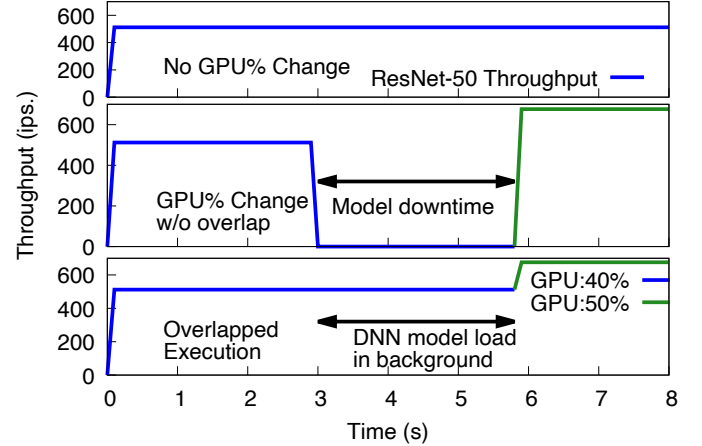 600
400
200
0
No GPU% Change
ResNet-50 Throughput
Throughput (ips.)
600
400
200
0
GPU% Change
w/o overlap
Model downtime
600
400
200
0
GPU:40%
GPU:50%
Overlapped
Execution
DNN model load
in background
0 1 2 3 4 5 6 7 8
Time (s)